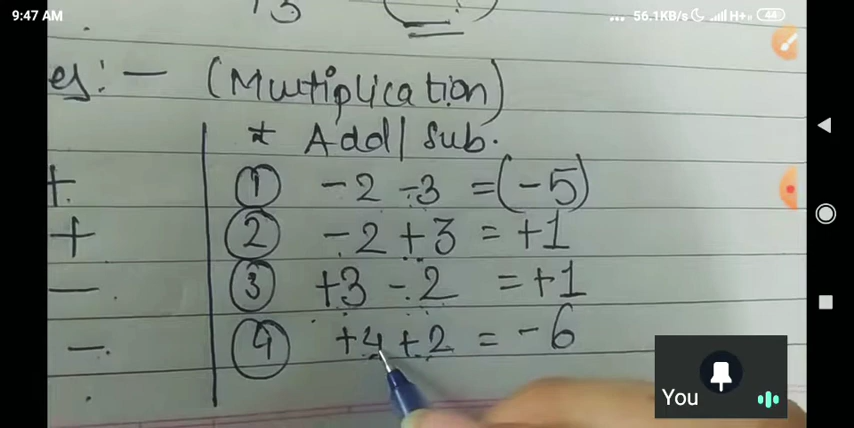 9:47 AM
... 56.1KB/s H+ 44
es:- (Multiplication)
* Add/Sub.
+ ① -2 -3 =(-5)
+ ② -2 +3 = +1
- ③ +3 -2 = +1
- ④ +4 +2 = -6
You